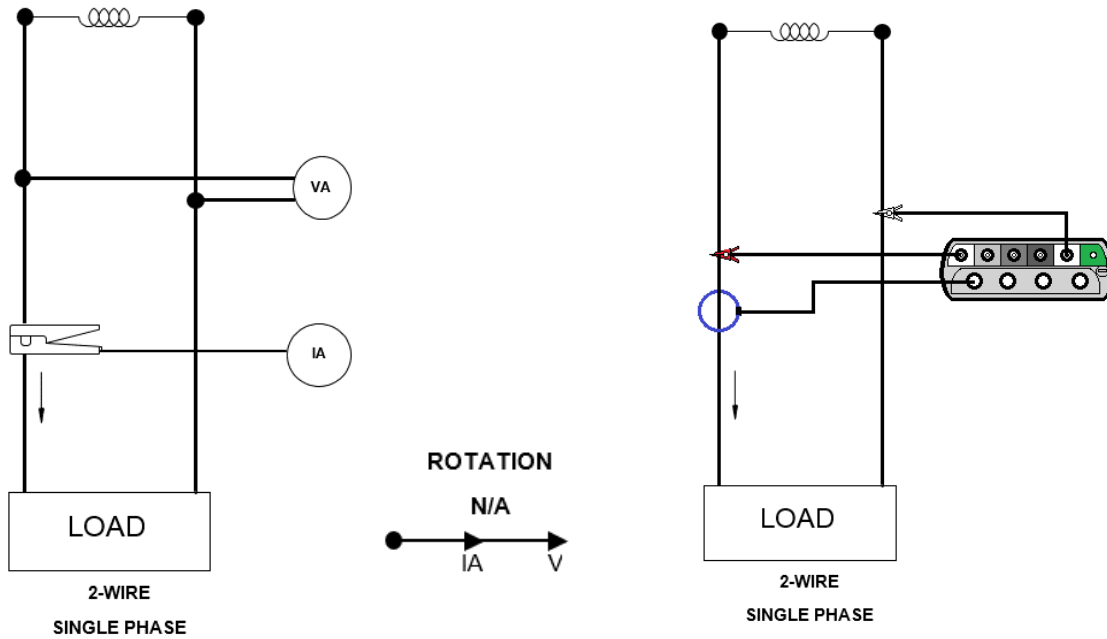 VA
IA
LOAD
2-WIRE
SINGLE PHASE
ROTATION
N/A
IA V
LOAD
2-WIRE
SINGLE PHASE